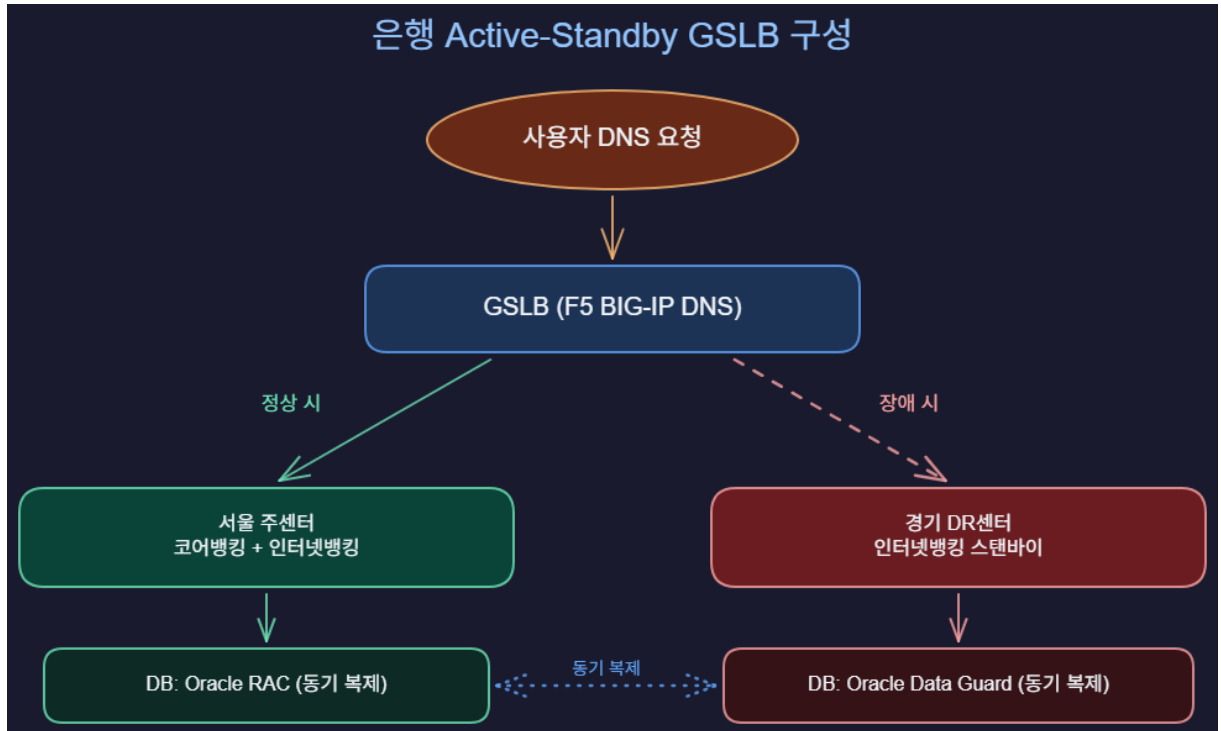 은행 Active-Standby GSLB 구성
사용자 DNS 요청
GSLB (F5 BIG-IP DNS)
정상 시
장애 시
서울 주센터
코어뱅킹 + 인터넷뱅킹
경기 DR센터
인터넷뱅킹 스탠바이
동기 복제
DB: Oracle RAC (동기 복제)
DB: Oracle Data Guard (동기 복제)